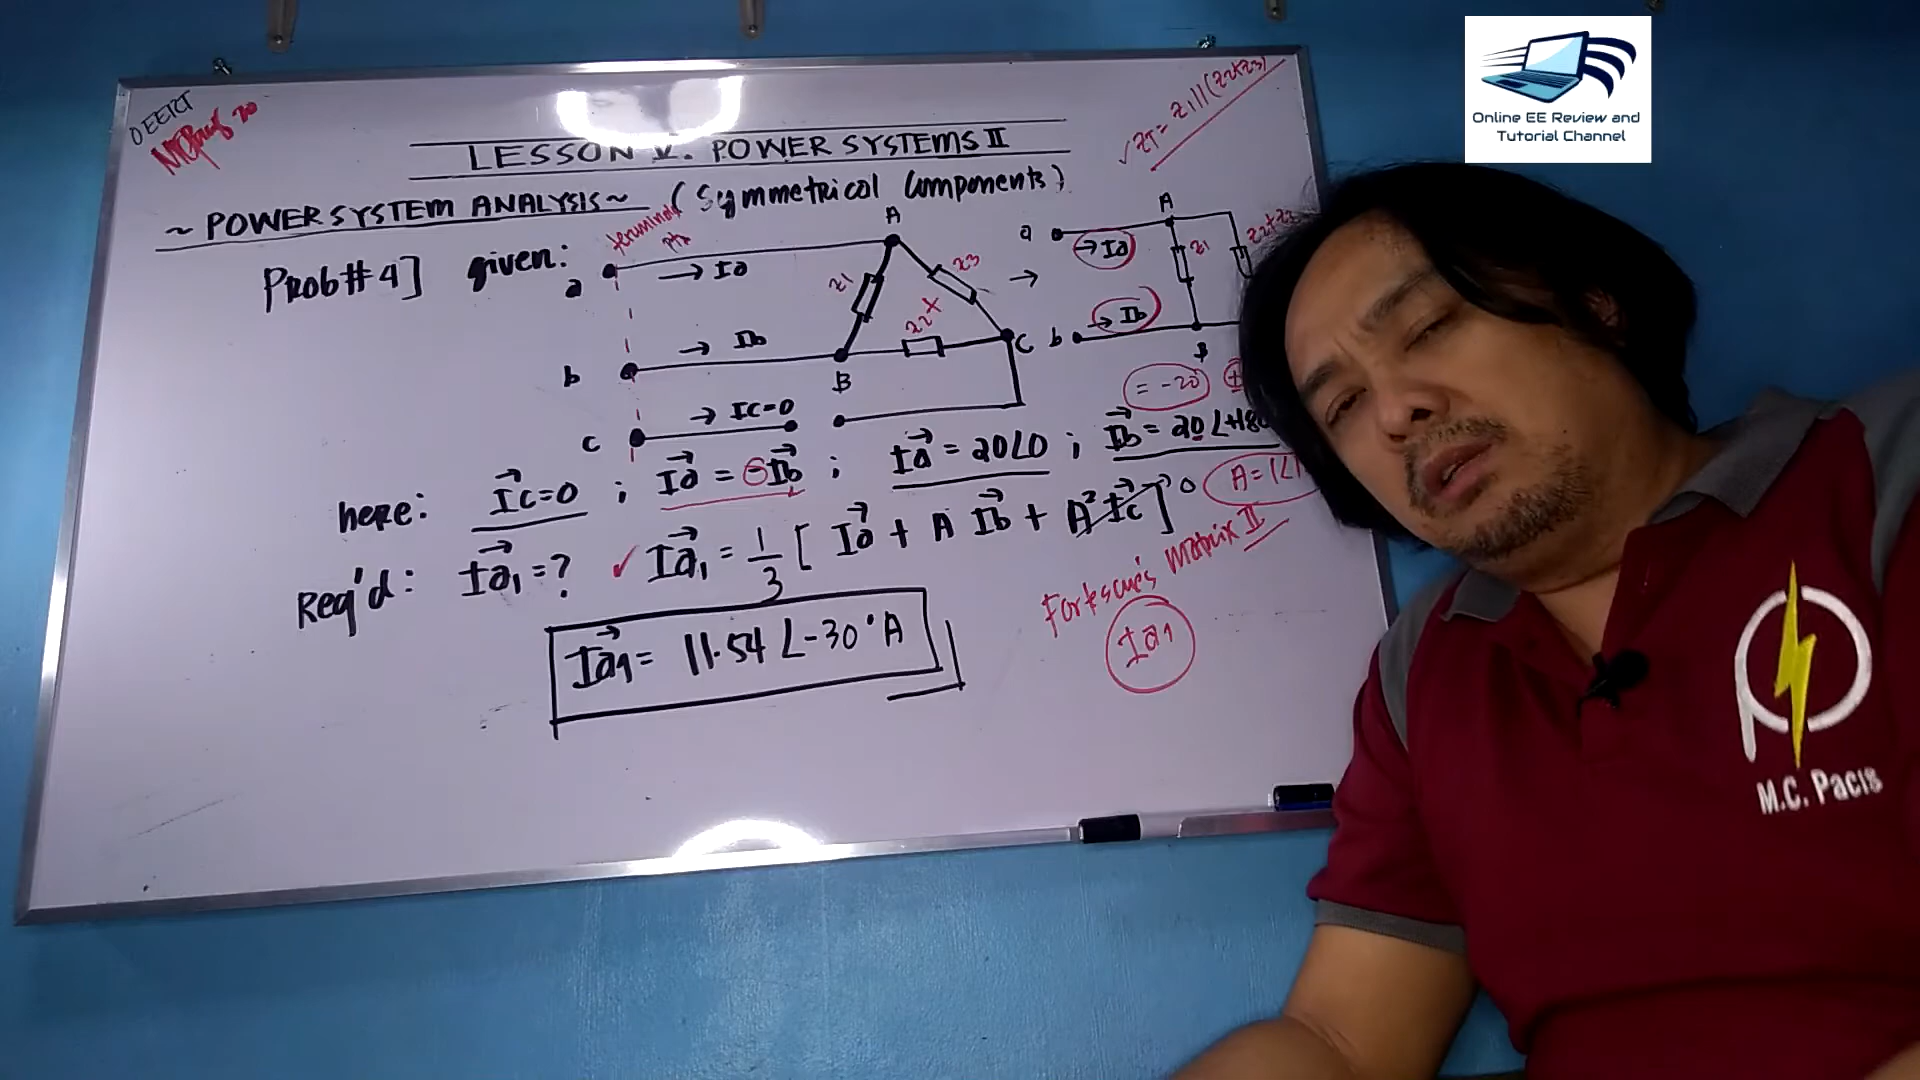 OEERT
LESSON V. POWER SYSTEMS II
~ POWER SYSTEM ANALYSIS ~ (Symmetrical Components)
✓ ZT = Z1 || (Z2+Z3)
Prob#4] given:
terminal pts
a → Ia
A
Z1
Z3
Z2
b → Ib
B
C
c → Ic=0
→
a → Ia
A
Z1
Z2+Z3
b → Ib
B
= -20
here: Ic=0 ; Ia = -Ib ; Ia = 20∠0 ; Ib = 20∠+180
Req'd: Ia1 = ? ✓ Ia1 = 1/3 [ Ia + A Ib + A² Ic ] 0
Fortescue's Matrix II
Ia1
Ia1 = 11.54 ∠-30° A
Online EE Review and
Tutorial Channel
M.C. Pacis